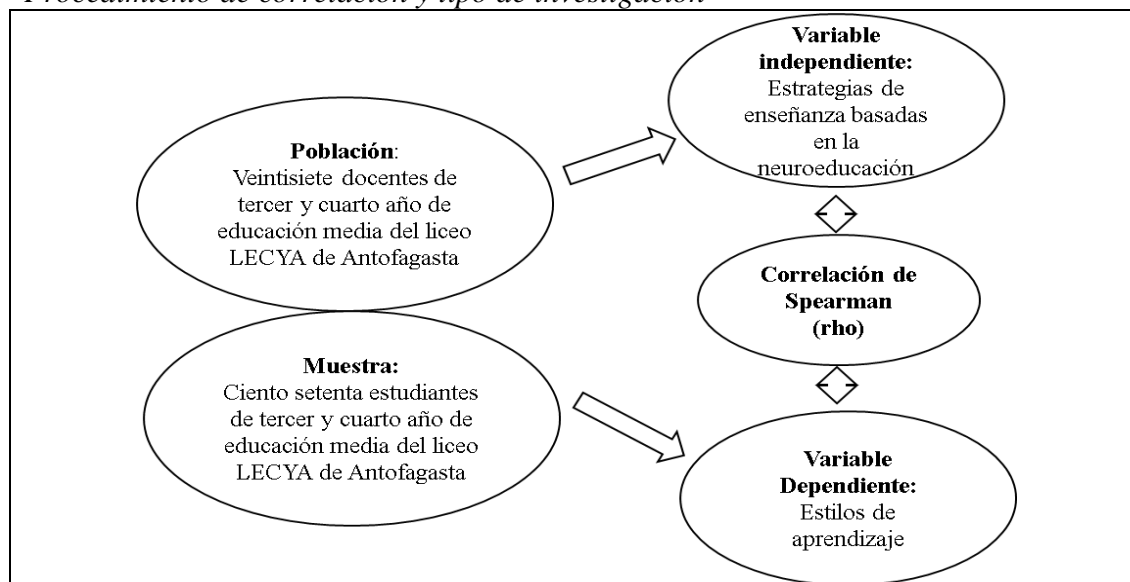 Procedimiento de correlación y tipo de investigación
Población:
Veintisiete docentes de
tercer y cuarto año de
educación media del liceo
LECYA de Antofagasta
Muestra:
Ciento setenta estudiantes
de tercer y cuarto año de
educación media del liceo
LECYA de Antofagasta
Variable
independiente:
Estrategias de
enseñanza basadas
en la
neuroeducación
Correlación de
Spearman
(rho)
Variable
Dependiente:
Estilos de
aprendizaje